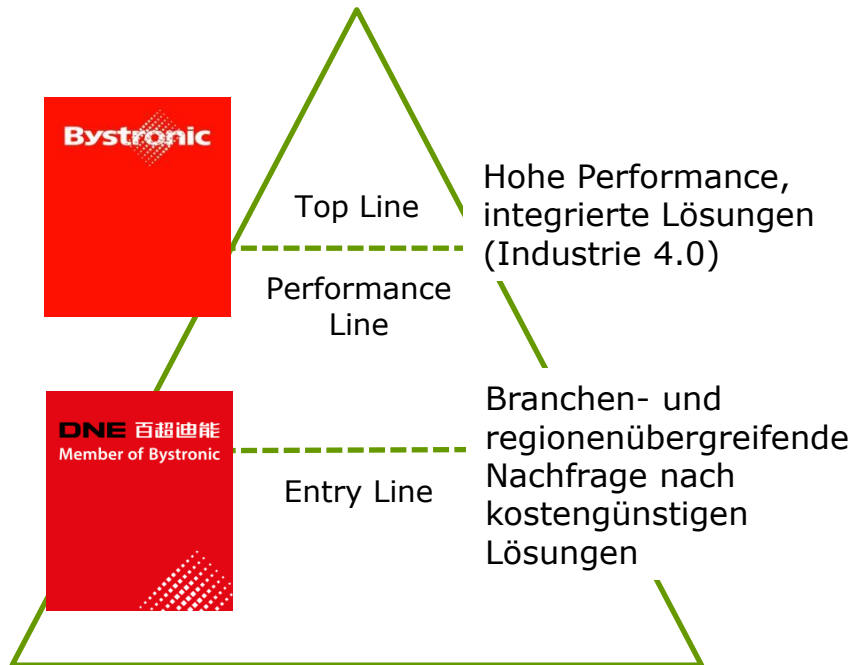 Bystronic
Top Line
Hohe Performance,
integrierte Lösungen
(Industrie 4.0)
Performance
Line
DNE 百超迪能
Member of Bystronic
Entry Line
Branchen- und
regionenübergreifende
Nachfrage nach
kostengünstigen
Lösungen